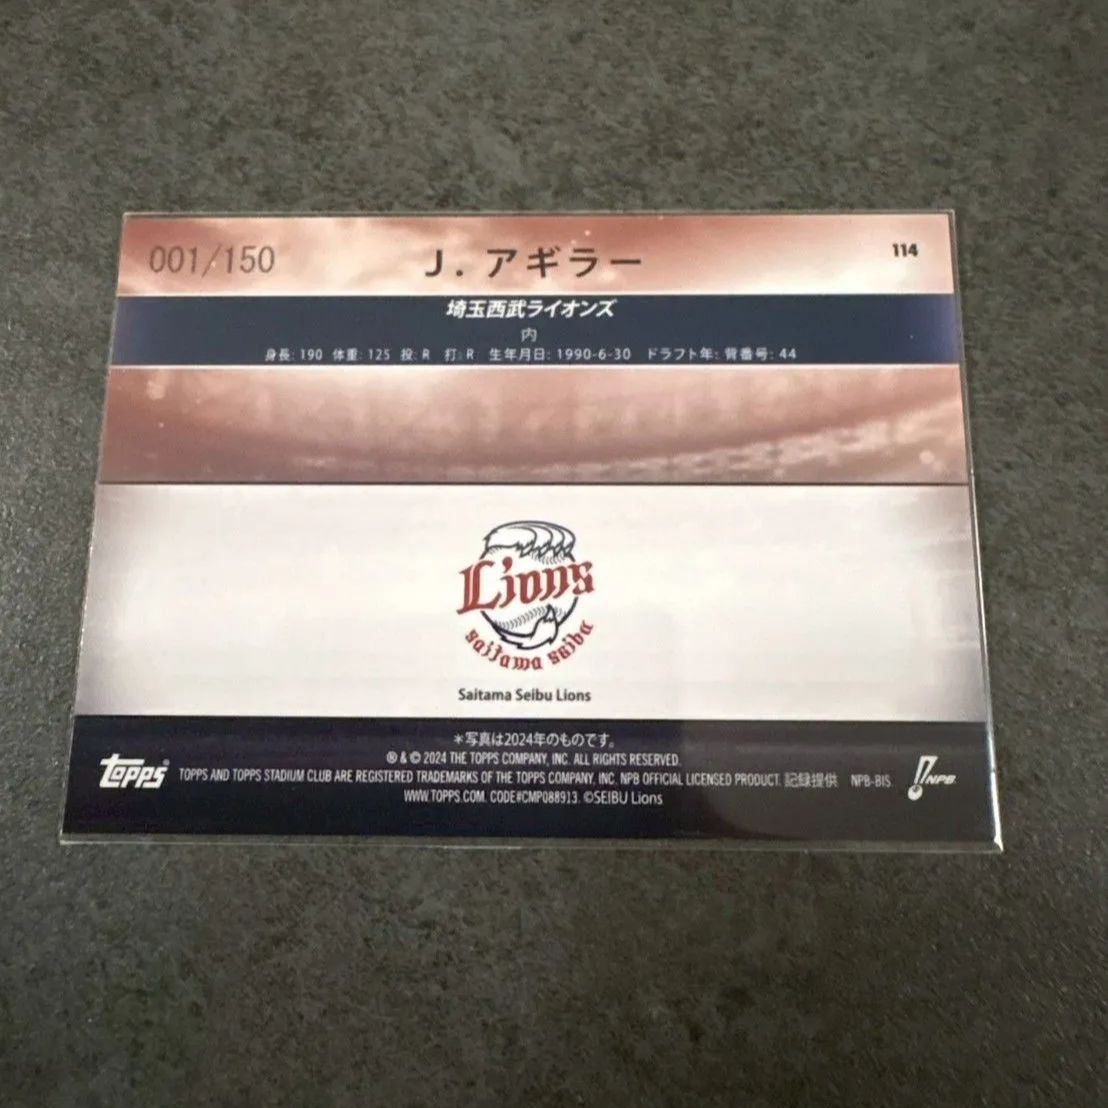 001/150
J. アギラー
114
埼玉西武ライオンズ
内
身長: 190 体重: 125 投: R 打: R 生年月日: 1990-6-30 ドラフト年: 背番号: 44
Lions
saitama seibu
Saitama Seibu Lions
*写真は2024年のものです。
® & © 2024 THE TOPPS COMPANY, INC. ALL RIGHTS RESERVED.
topps®
TOPPS AND TOPPS STADIUM CLUB ARE REGISTERED TRADEMARKS OF THE TOPPS COMPANY, INC. NPB OFFICIAL LICENSED PRODUCT. 記録提供 NPB-BIS.
NPB
WWW.TOPPS.COM. CODE#CMP088913. ©SEIBU Lions